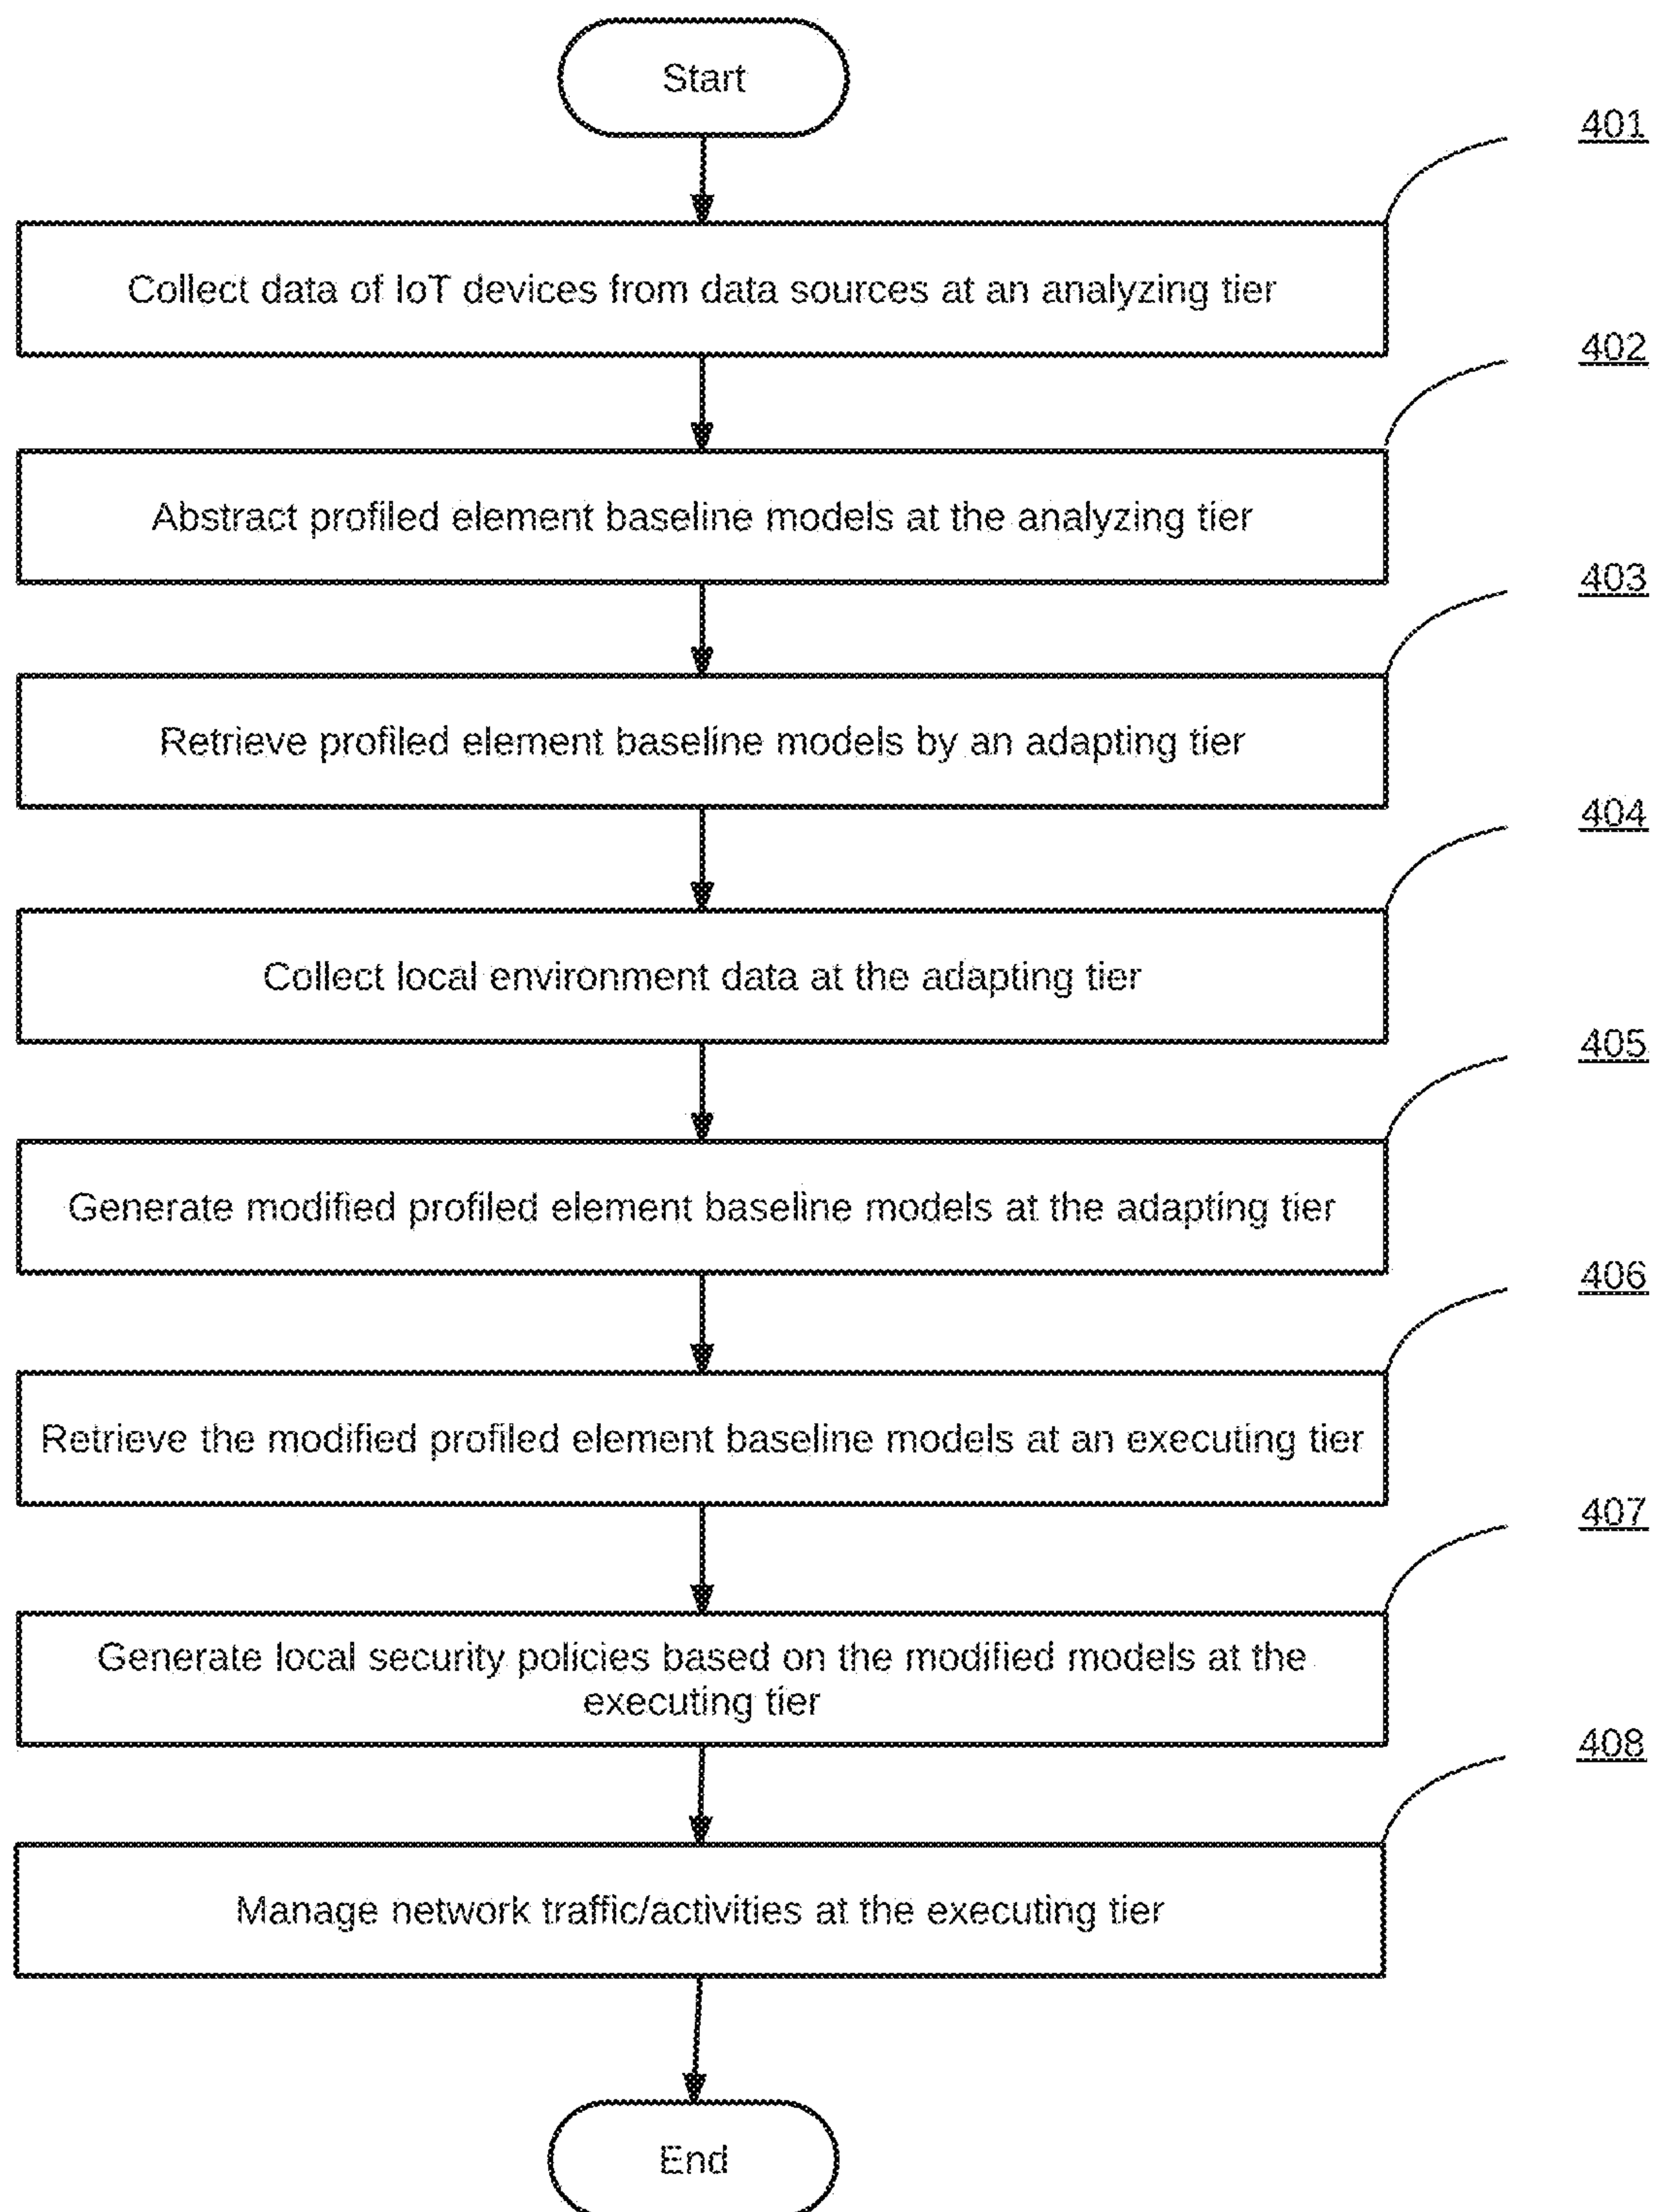 Start
401
Collect data of IoT devices from data sources at an analyzing tier
402
Abstract profiled element baseline models at the analyzing tier
403
Retrieve profiled element baseline models by an adapting tier
404
Collect local environment data at the adapting tier
405
Generate modified profiled element baseline models at the adapting tier
406
Retrieve the modified profiled element baseline models at an executing tier
407
Generate local security policies based on the modified models at the
executing tier
408
Manage network traffic/activities at the executing tier
End